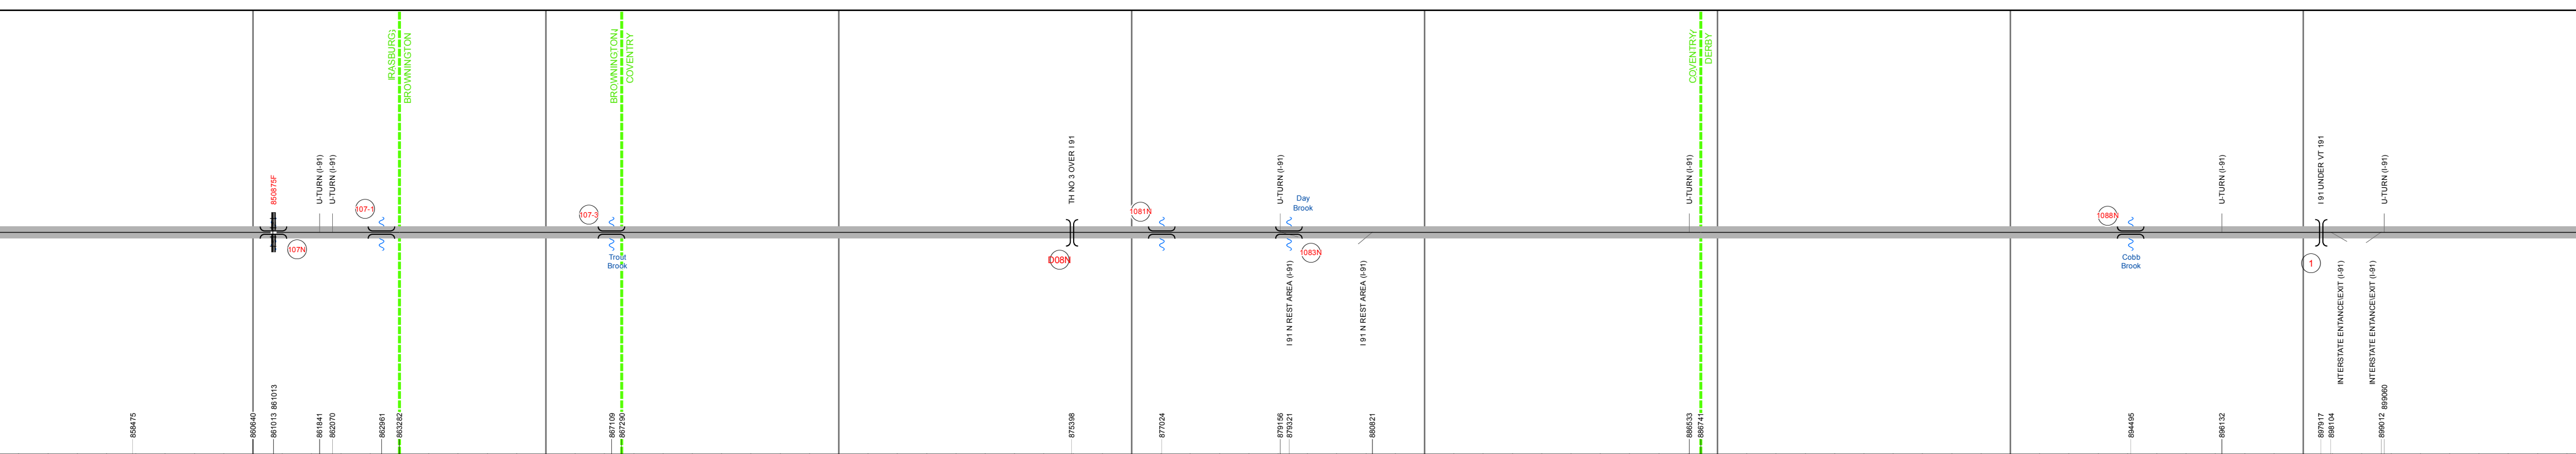 IRASBURG;
BROWNINGTON
BROWNINGTON;
COVENTRY
COVENTRY/
DERBY
850875F
U-TURN (I-91)
U-TURN (I-91)
TH NO 3 OVER I 91
U-TURN (I-91)
U-TURN (I-91)
U-TURN (I-91)
I 91 UNDER VT 191
U-TURN (I-91)
107N
107-1
107-3
Trout
Brook
D08N
1081N
Day
Brook
1083N
1088N
Cobb
Brook
1
I 91 N REST AREA (I-91)
I 91 N REST AREA (I-91)
INTERSTATE ENTANCE\EXIT (I-91)
INTERSTATE ENTANCE\EXIT (I-91)
858475
860640
861013 861013
861841
862070
862961
863282
867109
867290
875398
877024
879156
879321
880821
886533
886741
894495
896132
897917
898104
899012
899060